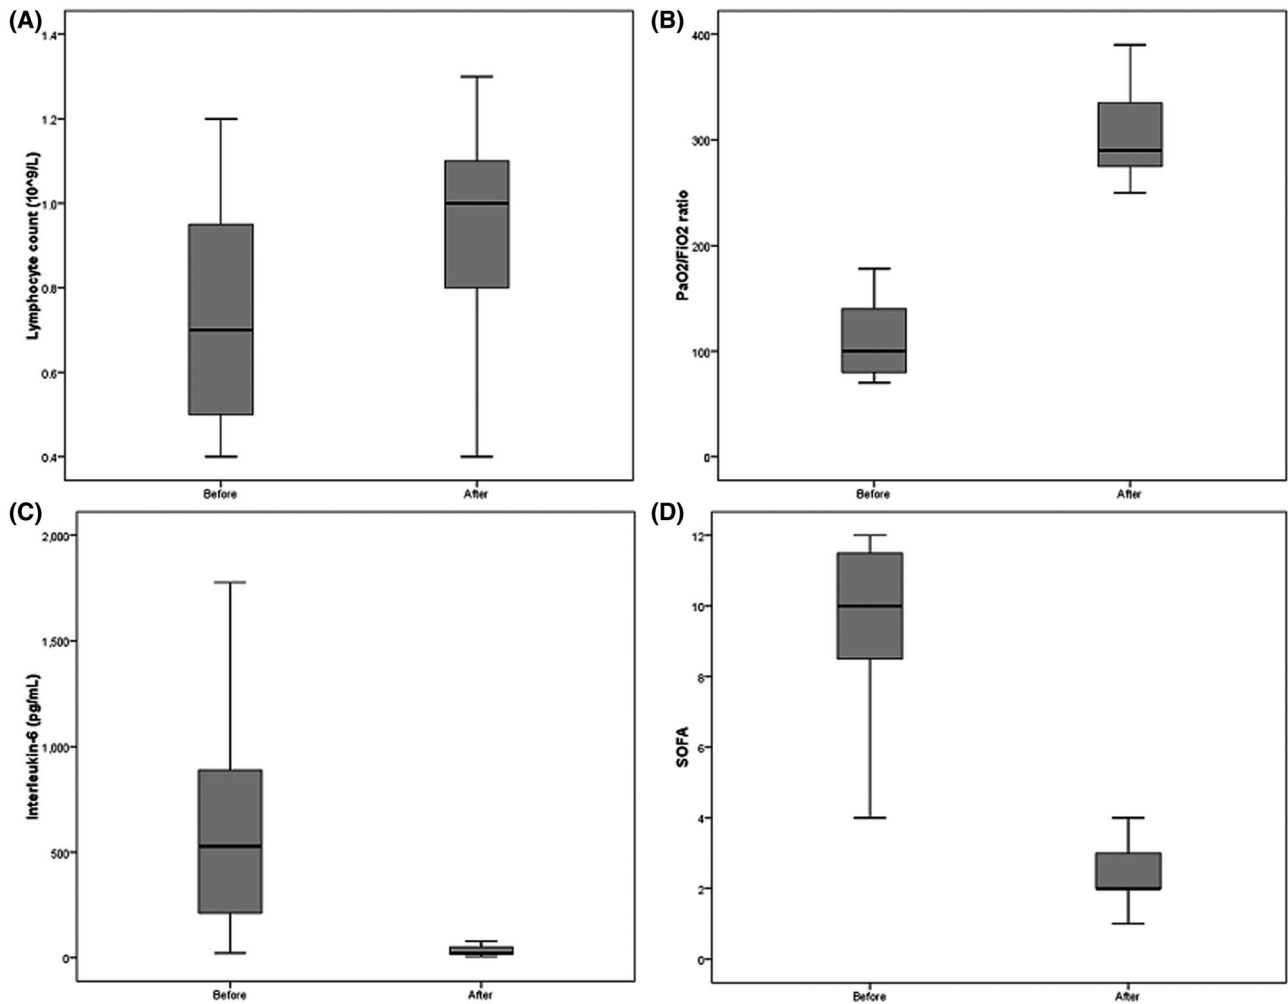 (A)
1.4
1.2
1.0
0.8
0.6
0.4
Lymphocyte count (10^9/L)
Before
After
(B)
400
300
200
100
0
PaO2/FiO2 ratio
Before
After
(C)
2,000
1,500
1,000
500
0
Interleukin-6 (pg/mL)
Before
After
(D)
12
10
8
6
4
2
0
SOFA
Before
After